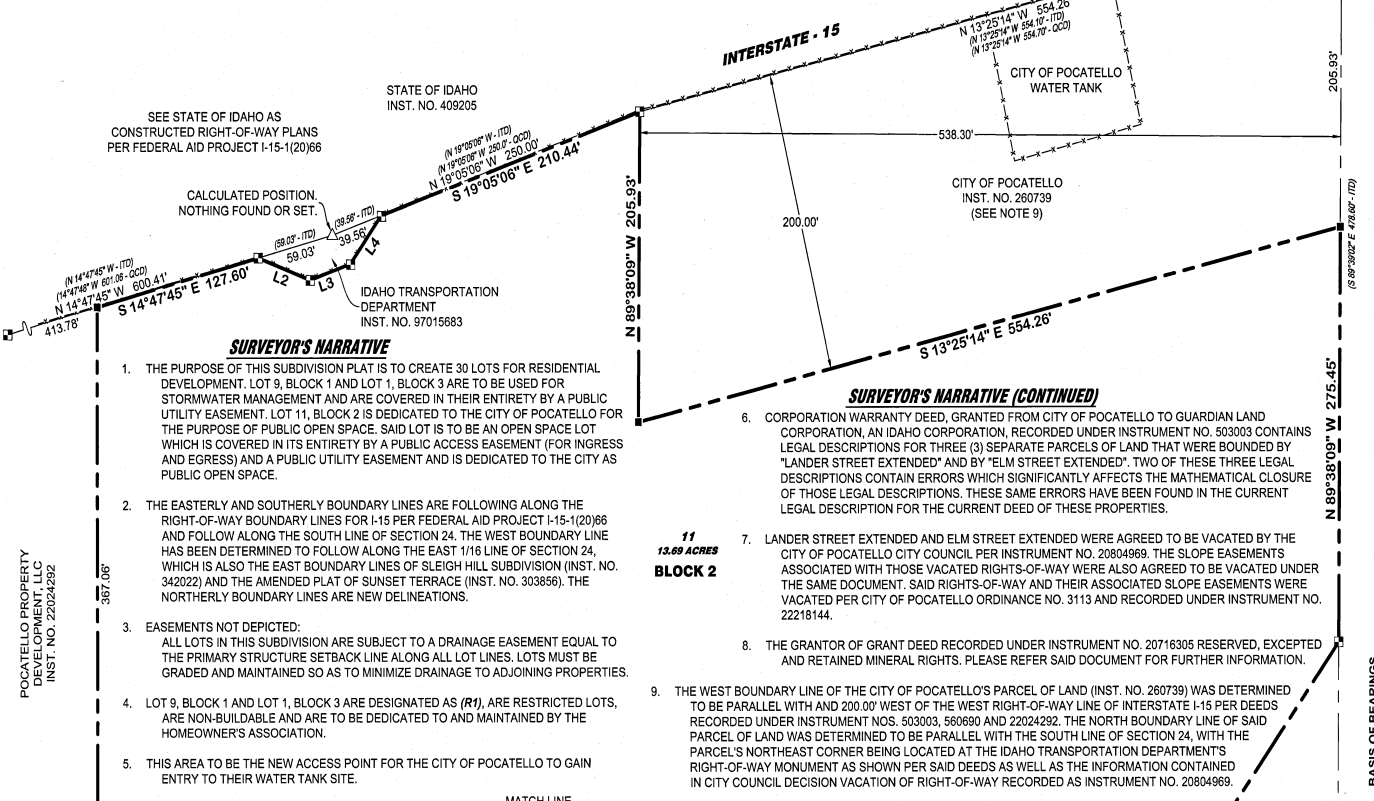 INTERSTATE - 15
N 13°25'14" W 554.26'
(N 13°25'14" W 554.10' - ITD)
(N 13°25'14" W 554.70' - QCD)
CITY OF POCATELLO
WATER TANK
205.93'
STATE OF IDAHO
INST. NO. 409205
SEE STATE OF IDAHO AS
CONSTRUCTED RIGHT-OF-WAY PLANS
PER FEDERAL AID PROJECT I-15-1(20)66
538.30'
(N 19°05'06" W - ITD)
(N 19°05'06" W 250.0' - QCD)
N 19°05'06" W 250.00'
S 19°05'06" E 210.44'
CALCULATED POSITION.
NOTHING FOUND OR SET.
CITY OF POCATELLO
INST. NO. 260739
(SEE NOTE 9)
N 89°38'09" W 205.93'
200.00'
(S 89°39'02" E 478.60' - ITD)
(39.56' - ITD)
39.56'
(59.03' - ITD)
59.03'
L4
L2
L3
(N 14°47'45" W - ITD)
(14°47'48" W 601.06 - QCD)
N 14°47'45" W 600.41'
S 14°47'45" E 127.60'
413.78'
IDAHO TRANSPORTATION
DEPARTMENT
INST. NO. 97015683
S 13°25'14" E 554.26'
N 89°38'09" W 275.45'
SURVEYOR'S NARRATIVE
1. THE PURPOSE OF THIS SUBDIVISION PLAT IS TO CREATE 30 LOTS FOR RESIDENTIAL
DEVELOPMENT. LOT 9, BLOCK 1 AND LOT 1, BLOCK 3 ARE TO BE USED FOR
STORMWATER MANAGEMENT AND ARE COVERED IN THEIR ENTIRETY BY A PUBLIC
UTILITY EASEMENT. LOT 11, BLOCK 2 IS DEDICATED TO THE CITY OF POCATELLO FOR
THE PURPOSE OF PUBLIC OPEN SPACE. SAID LOT IS TO BE AN OPEN SPACE LOT
WHICH IS COVERED IN ITS ENTIRETY BY A PUBLIC ACCESS EASEMENT (FOR INGRESS
AND EGRESS) AND A PUBLIC UTILITY EASEMENT AND IS DEDICATED TO THE CITY AS
PUBLIC OPEN SPACE.
2. THE EASTERLY AND SOUTHERLY BOUNDARY LINES ARE FOLLOWING ALONG THE
RIGHT-OF-WAY BOUNDARY LINES FOR I-15 PER FEDERAL AID PROJECT I-15-1(20)66
AND FOLLOW ALONG THE SOUTH LINE OF SECTION 24. THE WEST BOUNDARY LINE
HAS BEEN DETERMINED TO FOLLOW ALONG THE EAST 1/16 LINE OF SECTION 24,
WHICH IS ALSO THE EAST BOUNDARY LINES OF SLEIGH HILL SUBDIVISION (INST. NO.
342022) AND THE AMENDED PLAT OF SUNSET TERRACE (INST. NO. 303856). THE
NORTHERLY BOUNDARY LINES ARE NEW DELINEATIONS.
3. EASEMENTS NOT DEPICTED:
ALL LOTS IN THIS SUBDIVISION ARE SUBJECT TO A DRAINAGE EASEMENT EQUAL TO
THE PRIMARY STRUCTURE SETBACK LINE ALONG ALL LOT LINES. LOTS MUST BE
GRADED AND MAINTAINED SO AS TO MINIMIZE DRAINAGE TO ADJOINING PROPERTIES.
4. LOT 9, BLOCK 1 AND LOT 1, BLOCK 3 ARE DESIGNATED AS (R1), ARE RESTRICTED LOTS,
ARE NON-BUILDABLE AND ARE TO BE DEDICATED TO AND MAINTAINED BY THE
HOMEOWNER'S ASSOCIATION.
5. THIS AREA TO BE THE NEW ACCESS POINT FOR THE CITY OF POCATELLO TO GAIN
ENTRY TO THEIR WATER TANK SITE.
367.06'
POCATELLO PROPERTY
DEVELOPMENT, LLC
INST. NO. 22024292
SURVEYOR'S NARRATIVE (CONTINUED)
6. CORPORATION WARRANTY DEED, GRANTED FROM CITY OF POCATELLO TO GUARDIAN LAND
CORPORATION, AN IDAHO CORPORATION, RECORDED UNDER INSTRUMENT NO. 503003 CONTAINS
LEGAL DESCRIPTIONS FOR THREE (3) SEPARATE PARCELS OF LAND THAT WERE BOUNDED BY
"LANDER STREET EXTENDED" AND BY "ELM STREET EXTENDED". TWO OF THESE THREE LEGAL
DESCRIPTIONS CONTAIN ERRORS WHICH SIGNIFICANTLY AFFECTS THE MATHEMATICAL CLOSURE
OF THOSE LEGAL DESCRIPTIONS. THESE SAME ERRORS HAVE BEEN FOUND IN THE CURRENT
LEGAL DESCRIPTION FOR THE CURRENT DEED OF THESE PROPERTIES.
11
13.69 ACRES
BLOCK 2
7. LANDER STREET EXTENDED AND ELM STREET EXTENDED WERE AGREED TO BE VACATED BY THE
CITY OF POCATELLO CITY COUNCIL PER INSTRUMENT NO. 20804969. THE SLOPE EASEMENTS
ASSOCIATED WITH THOSE VACATED RIGHTS-OF-WAY WERE ALSO AGREED TO BE VACATED UNDER
THE SAME DOCUMENT. SAID RIGHTS-OF-WAY AND THEIR ASSOCIATED SLOPE EASEMENTS WERE
VACATED PER CITY OF POCATELLO ORDINANCE NO. 3113 AND RECORDED UNDER INSTRUMENT NO.
22218144.
8. THE GRANTOR OF GRANT DEED RECORDED UNDER INSTRUMENT NO. 20716305 RESERVED, EXCEPTED
AND RETAINED MINERAL RIGHTS. PLEASE REFER SAID DOCUMENT FOR FURTHER INFORMATION.
9. THE WEST BOUNDARY LINE OF THE CITY OF POCATELLO'S PARCEL OF LAND (INST. NO. 260739) WAS DETERMINED
TO BE PARALLEL WITH AND 200.00' WEST OF THE WEST RIGHT-OF-WAY LINE OF INTERSTATE I-15 PER DEEDS
RECORDED UNDER INSTRUMENT NOS. 503003, 560690 AND 22024292. THE NORTH BOUNDARY LINE OF SAID
PARCEL OF LAND WAS DETERMINED TO BE PARALLEL WITH THE SOUTH LINE OF SECTION 24, WITH THE
PARCEL'S NORTHEAST CORNER BEING LOCATED AT THE IDAHO TRANSPORTATION DEPARTMENT'S
RIGHT-OF-WAY MONUMENT AS SHOWN PER SAID DEEDS AS WELL AS THE INFORMATION CONTAINED
IN CITY COUNCIL DECISION VACATION OF RIGHT-OF-WAY RECORDED AS INSTRUMENT NO. 20804969.
BASIS OF BEARINGS
MATCH LINE